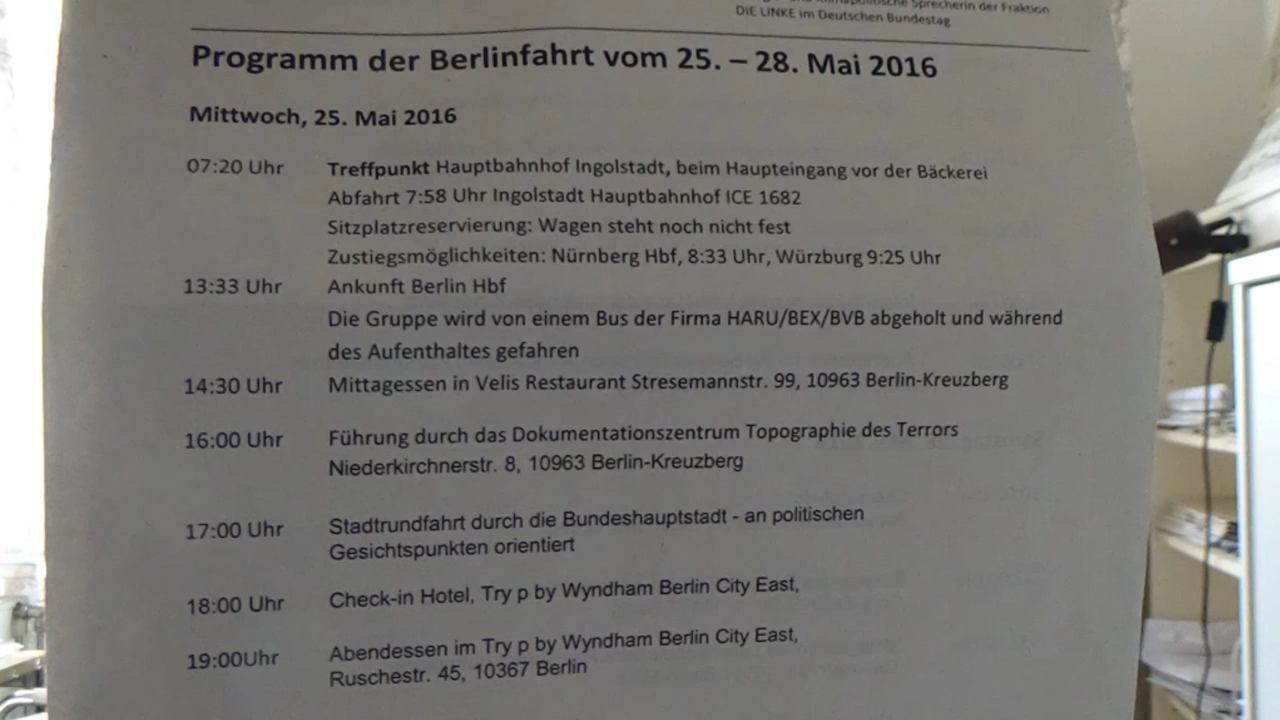 Sprecherin der Fraktion
DIE LINKE im Deutschen Bundestag
Programm der Berlinfahrt vom 25. – 28. Mai 2016
Mittwoch, 25. Mai 2016
07:20 Uhr Treffpunkt Hauptbahnhof Ingolstadt, beim Haupteingang vor der Bäckerei
Abfahrt 7:58 Uhr Ingolstadt Hauptbahnhof ICE 1682
Sitzplatzreservierung: Wagen steht noch nicht fest
Zustiegsmöglichkeiten: Nürnberg Hbf, 8:33 Uhr, Würzburg 9:25 Uhr
13:33 Uhr Ankunft Berlin Hbf
Die Gruppe wird von einem Bus der Firma HARU/BEX/BVB abgeholt und während
des Aufenthaltes gefahren
14:30 Uhr Mittagessen in Velis Restaurant Stresemannstr. 99, 10963 Berlin-Kreuzberg
16:00 Uhr Führung durch das Dokumentationszentrum Topographie des Terrors
Niederkirchnerstr. 8, 10963 Berlin-Kreuzberg
17:00 Uhr Stadtrundfahrt durch die Bundeshauptstadt - an politischen
Gesichtspunkten orientiert
18:00 Uhr Check-in Hotel, Try p by Wyndham Berlin City East,
19:00Uhr Abendessen im Try p by Wyndham Berlin City East,
Ruschestr. 45, 10367 Berlin